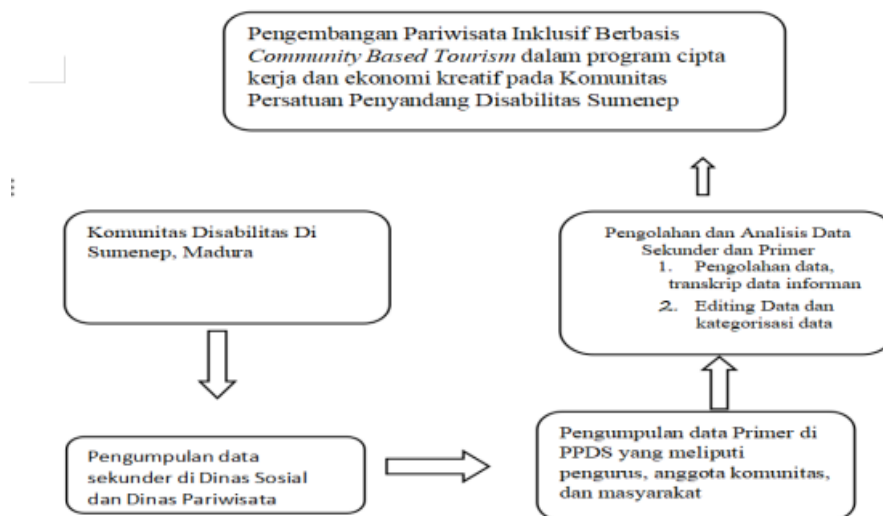 Pengembangan Pariwisata Inklusif Berbasis
Community Based Tourism dalam program cipta
kerja dan ekonomi kreatif pada Komunitas
Persatuan Penyandang Disabilitas Sumenep
Komunitas Disabilitas Di
Sumenep, Madura
Pengolahan dan Analisis Data
Sekunder dan Primer
1. Pengolahan data,
transkrip data informan
2. Editing Data dan
kategorisasi data
Pengumpulan data
sekunder di Dinas Sosial
dan Dinas Pariwisata
Pengumpulan data Primer di
PPDS yang meliputi
pengurus, anggota komunitas,
dan masyarakat